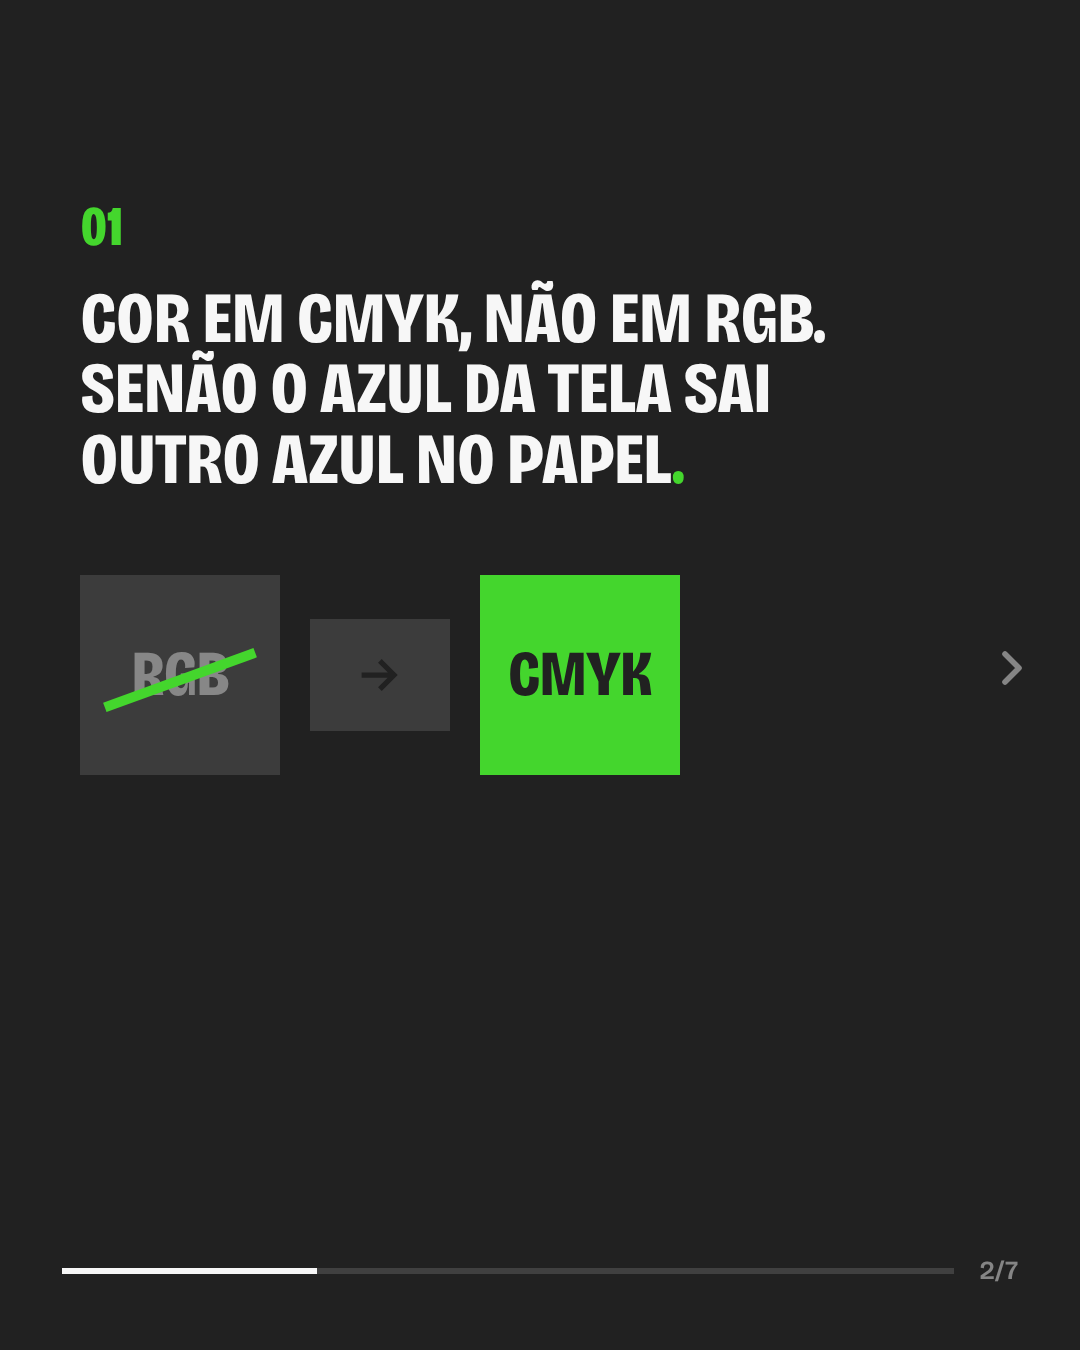 01
COR EM CMYK, NÃO EM RGB.
SENÃO O AZUL DA TELA SAI
OUTRO AZUL NO PAPEL.
RGB
CMYK
2/7